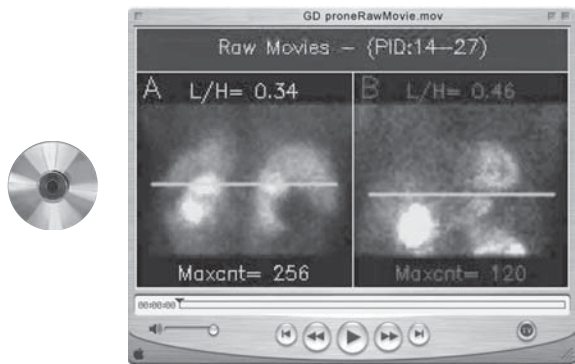 GD proneRawMovie.mov
Raw Movies - (PID:14-27)
A L/H= 0.34
B L/H= 0.46
Maxcnt= 256
Maxcnt= 120
00:00:00